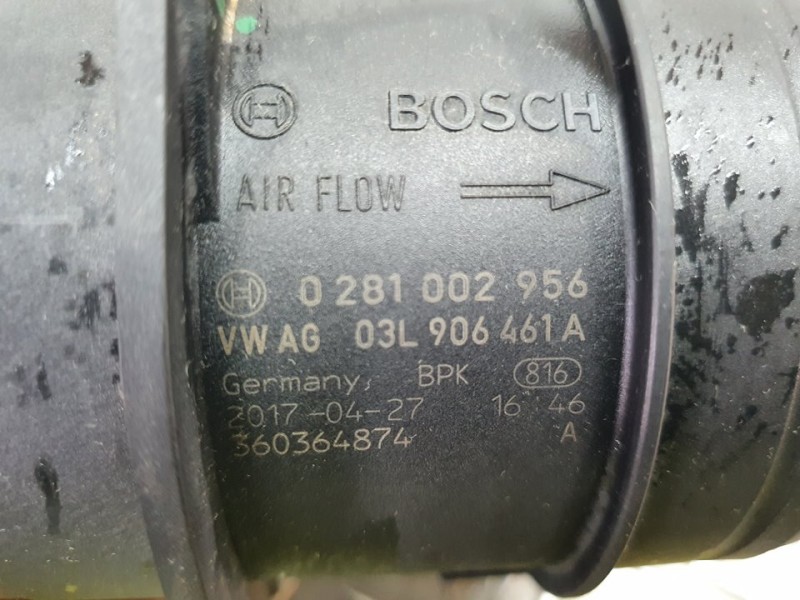 BOSCH
AIR FLOW
0 281 002 956
VW AG 03L 906 461 A
Germany, BPK 816
2017-04-27 16 46
360364874 A